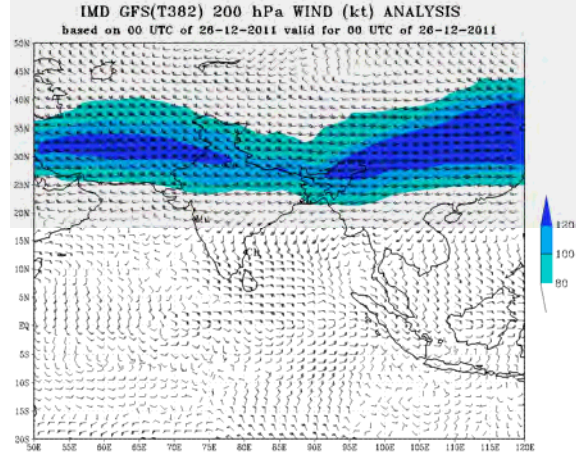 IMD GFS(T382) 200 hPa WIND (kt) ANALYSIS
based on 00 UTC of 26-12-2011 valid for 00 UTC of 26-12-2011
50N
45N
40N
35N
30N
25N
20N
15N
10N
5N
EQ
5S
10S
15S
20S
50E 55E 60E 65E 70E 75E 80E 85E 90E 95E 100E 105E 110E 115E 120E
120
100
80